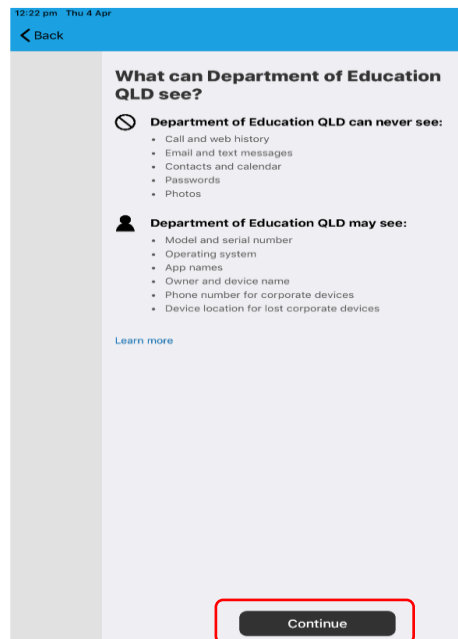 12:22 pm Thu 4 Apr
Back
What can Department of Education
QLD see?
Department of Education QLD can never see:
• Call and web history
• Email and text messages
• Contacts and calendar
• Passwords
• Photos
Department of Education QLD may see:
• Model and serial number
• Operating system
• App names
• Owner and device name
• Phone number for corporate devices
• Device location for lost corporate devices
Learn more
Continue